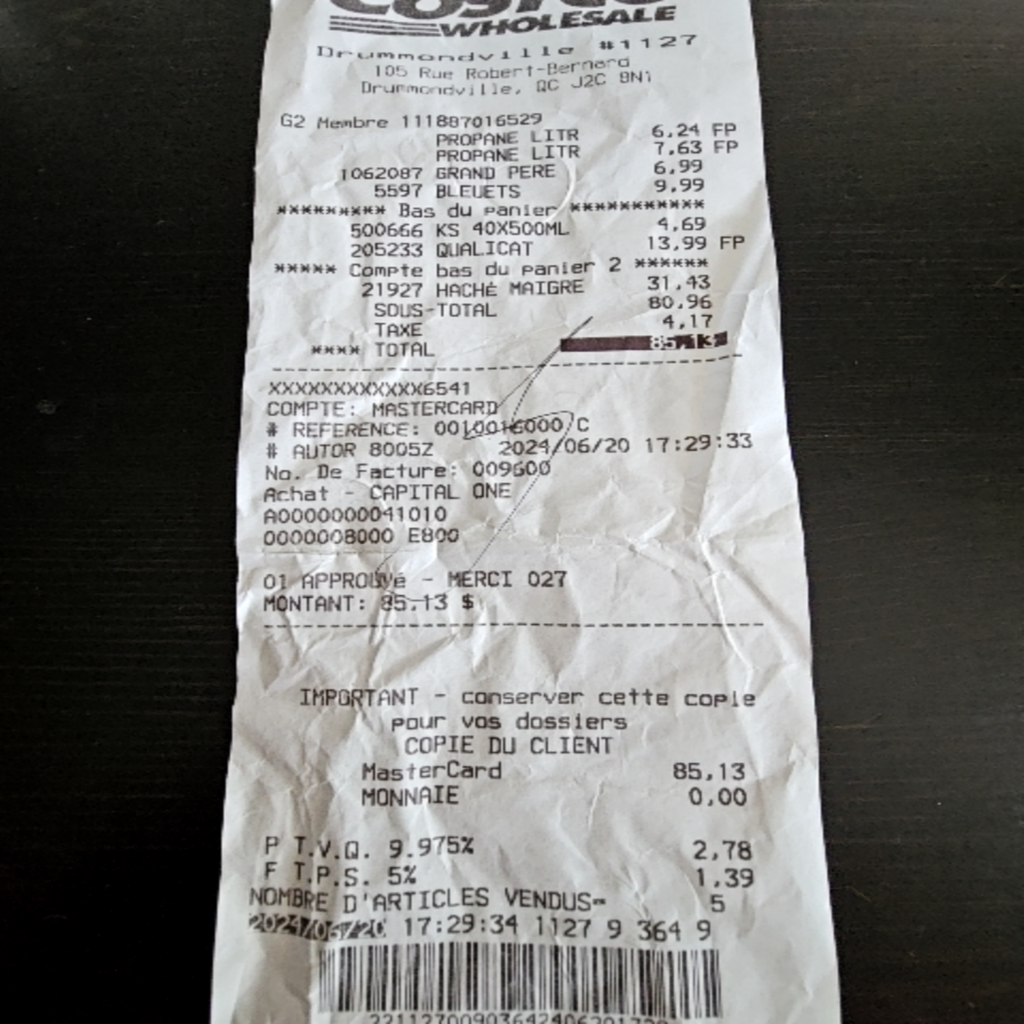 COSTCO
WHOLESALE
Drummondville #1127
105 Rue Robert-Bernard
Drummondville, QC J2C 8N1
G2 Membre 111887016529
PROPANE LITR 6,24 FP
PROPANE LITR 7,63 FP
1062087 GRAND PERE 6,99
5597 BLEUETS 9,99
********* Bas du panier ***********
500666 KS 40X500ML 4,69
205233 QUALICAT 13,99 FP
***** Compte bas du panier 2 ******
21927 HACHÉ MAIGRE 31,43
SOUS-TOTAL 80,96
TAXE 4,17
**** TOTAL 85,13
XXXXXXXXXXXX6541
COMPTE: MASTERCARD
# REFERENCE: 0010016000 C
# AUTOR 8005Z 2024/06/20 17:29:33
No. De Facture: 009600
Achat - CAPITAL ONE
A0000000041010
0000008000 E800
01 APPROUVé - MERCI 027
MONTANT: 85,13 $
IMPORTANT - conserver cette copie
pour vos dossiers
COPIE DU CLIENT
MasterCard 85,13
MONNAIE 0,00
P T.V.Q. 9.975% 2,78
F T.P.S. 5% 1,39
NOMBRE D'ARTICLES VENDUS= 5
2024/06/20 17:29:34 1127 9 364 9